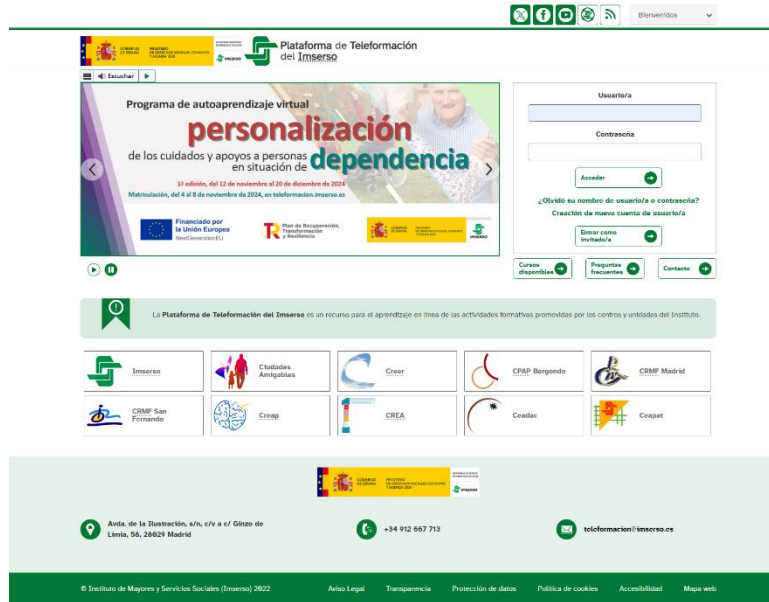 Bienvenidos
Plataforma de Teleformación
del Imserso
Escuchar
Programa de autoaprendizaje virtual
personalización
de los cuidados y apoyos a personas
en situación de dependencia
1ª edición, del 12 de noviembre al 20 de diciembre de 2024
Matriculación, del 4 al 8 de noviembre de 2024, en teleformacion.imserso.es
Financiado por
la Unión Europea
NextGenerationEU
Plan de Recuperación,
Transformación
y Resiliencia
Usuario/a
Contraseña
Acceder
¿Olvidó su nombre de usuario/a o contraseña?
Creación de nueva cuenta de usuario/a
Entrar como
invitado/a
Cursos
disponibles
Preguntas
frecuentes
Contacto
La Plataforma de Teleformación del Imserso es un recurso para el aprendizaje en línea de las actividades formativas promovidas por los centros y unidades del Instituto.
Imserso
Ciudades
Amigables
Creer
CPAP Bergondo
CRMF Madrid
CRMF San
Fernando
Creap
CREA
Ceadac
Ceapat
GOBIERNO
DE ESPAÑA
Imserso
Avda. de la Ilustración, s/n, c/v a c/ Ginzo de
Limia, 58, 28029 Madrid
+34 912 667 713
teleformacion@imserso.es
© Instituto de Mayores y Servicios Sociales (Imserso) 2022
Aviso Legal
Transparencia
Protección de datos
Política de cookies
Accesibilidad
Mapa web